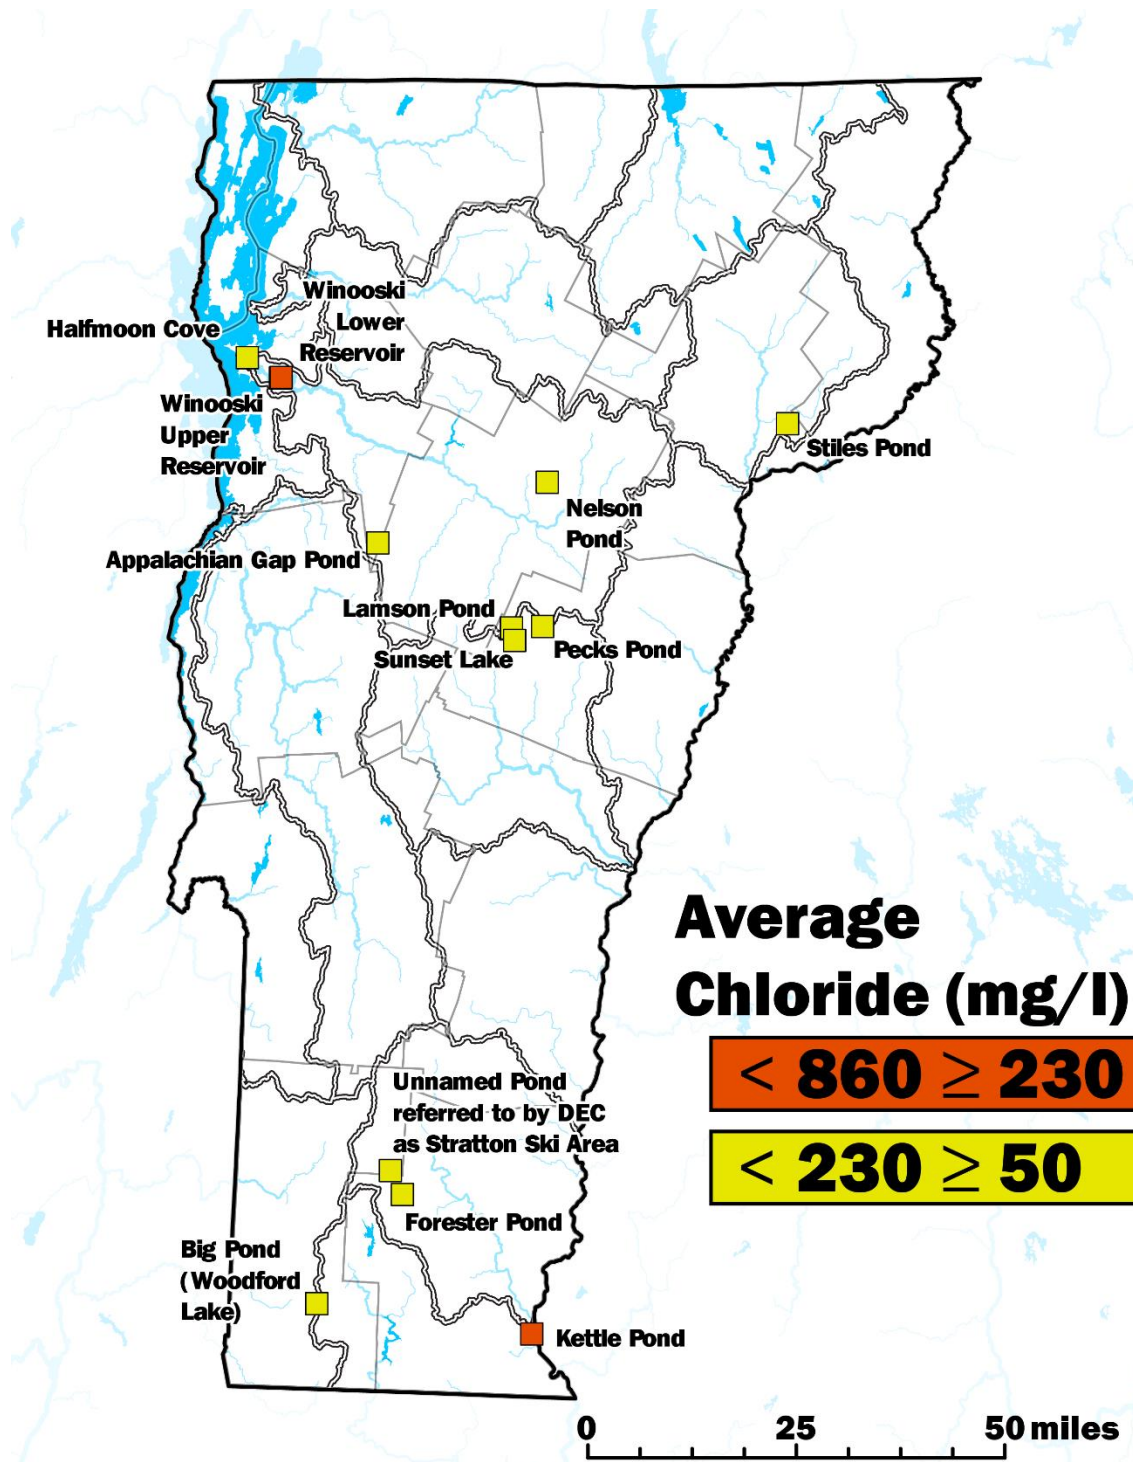 Winooski
Lower
Reservoir
Halfmoon Cove
Winooski
Upper
Reservoir
Stiles Pond
Nelson
Pond
Appalachian Gap Pond
Lamson Pond
Sunset Lake
Pecks Pond
Average
Chloride (mg/l)
< 860 ≥ 230
< 230 ≥ 50
Unnamed Pond
referred to by DEC
as Stratton Ski Area
Forester Pond
Big Pond
(Woodford
Lake)
Kettle Pond
0 25 50 miles